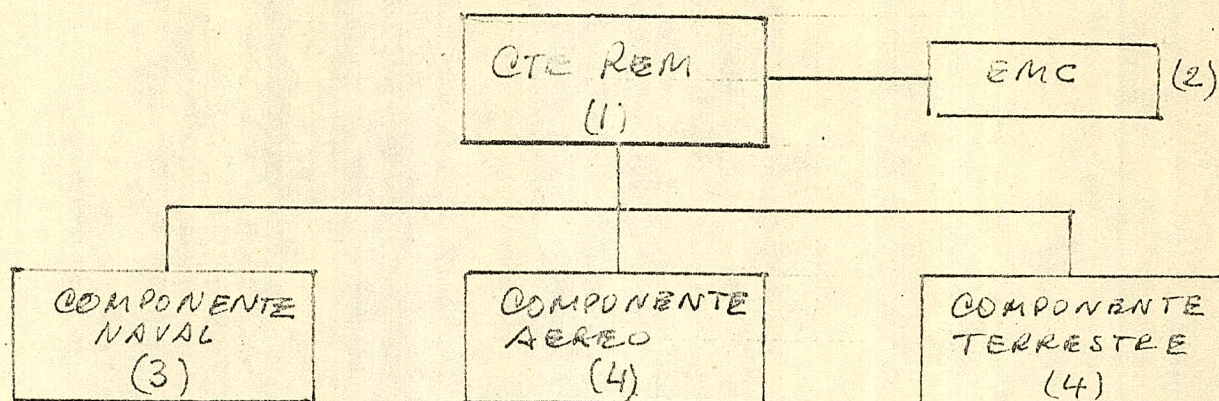 CTE REM
(1)
EMC
(2)
COMPONENTE
NAVAL
(3)
COMPONENTE
AEREO
(4)
COMPONENTE
TERRESTRE
(4)